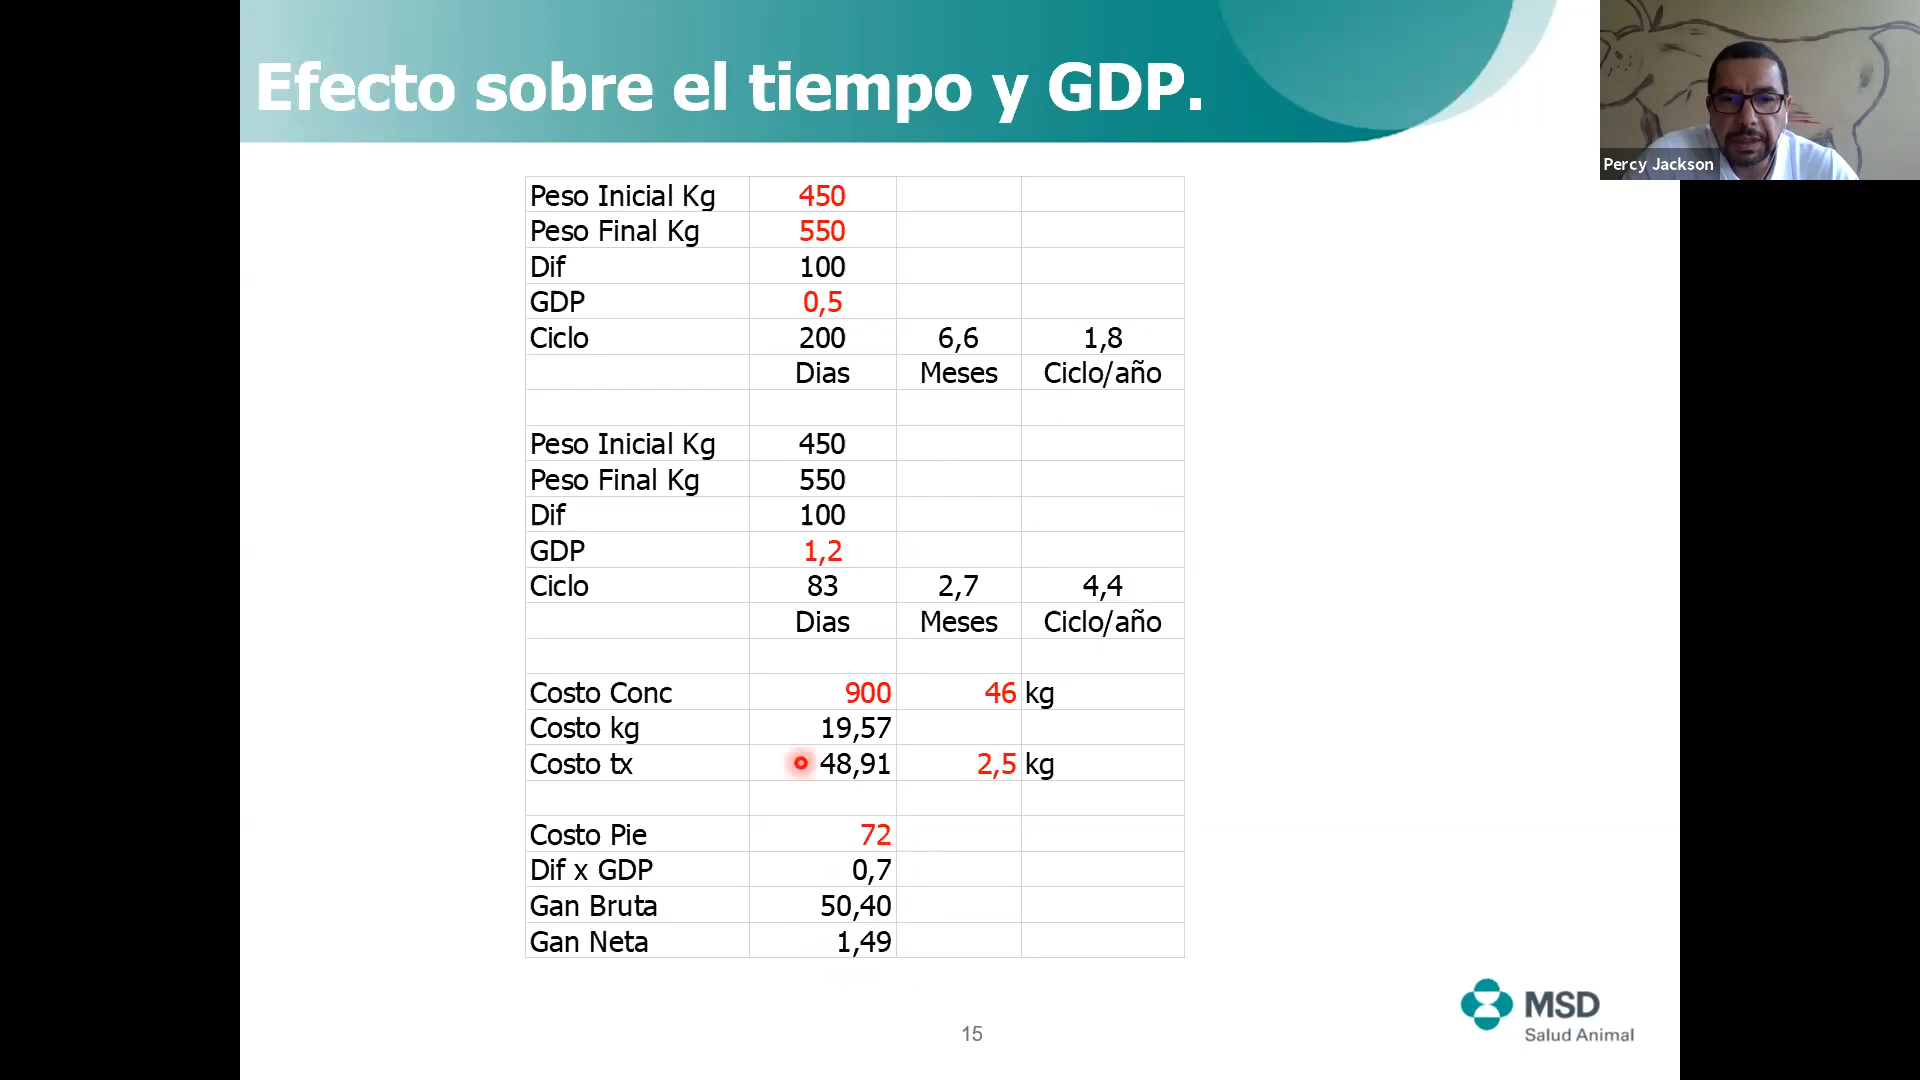 Efecto sobre el tiempo y GDP.
Percy Jackson
Peso Inicial Kg 450
Peso Final Kg 550
Dif 100
GDP 0,5
Ciclo 200 6,6 1,8
Dias Meses Ciclo/año
Peso Inicial Kg 450
Peso Final Kg 550
Dif 100
GDP 1,2
Ciclo 83 2,7 4,4
Dias Meses Ciclo/año
Costo Conc 900 46 kg
Costo kg 19,57
Costo tx 48,91 2,5 kg
Costo Pie 72
Dif x GDP 0,7
Gan Bruta 50,40
Gan Neta 1,49
15
MSD
Salud Animal